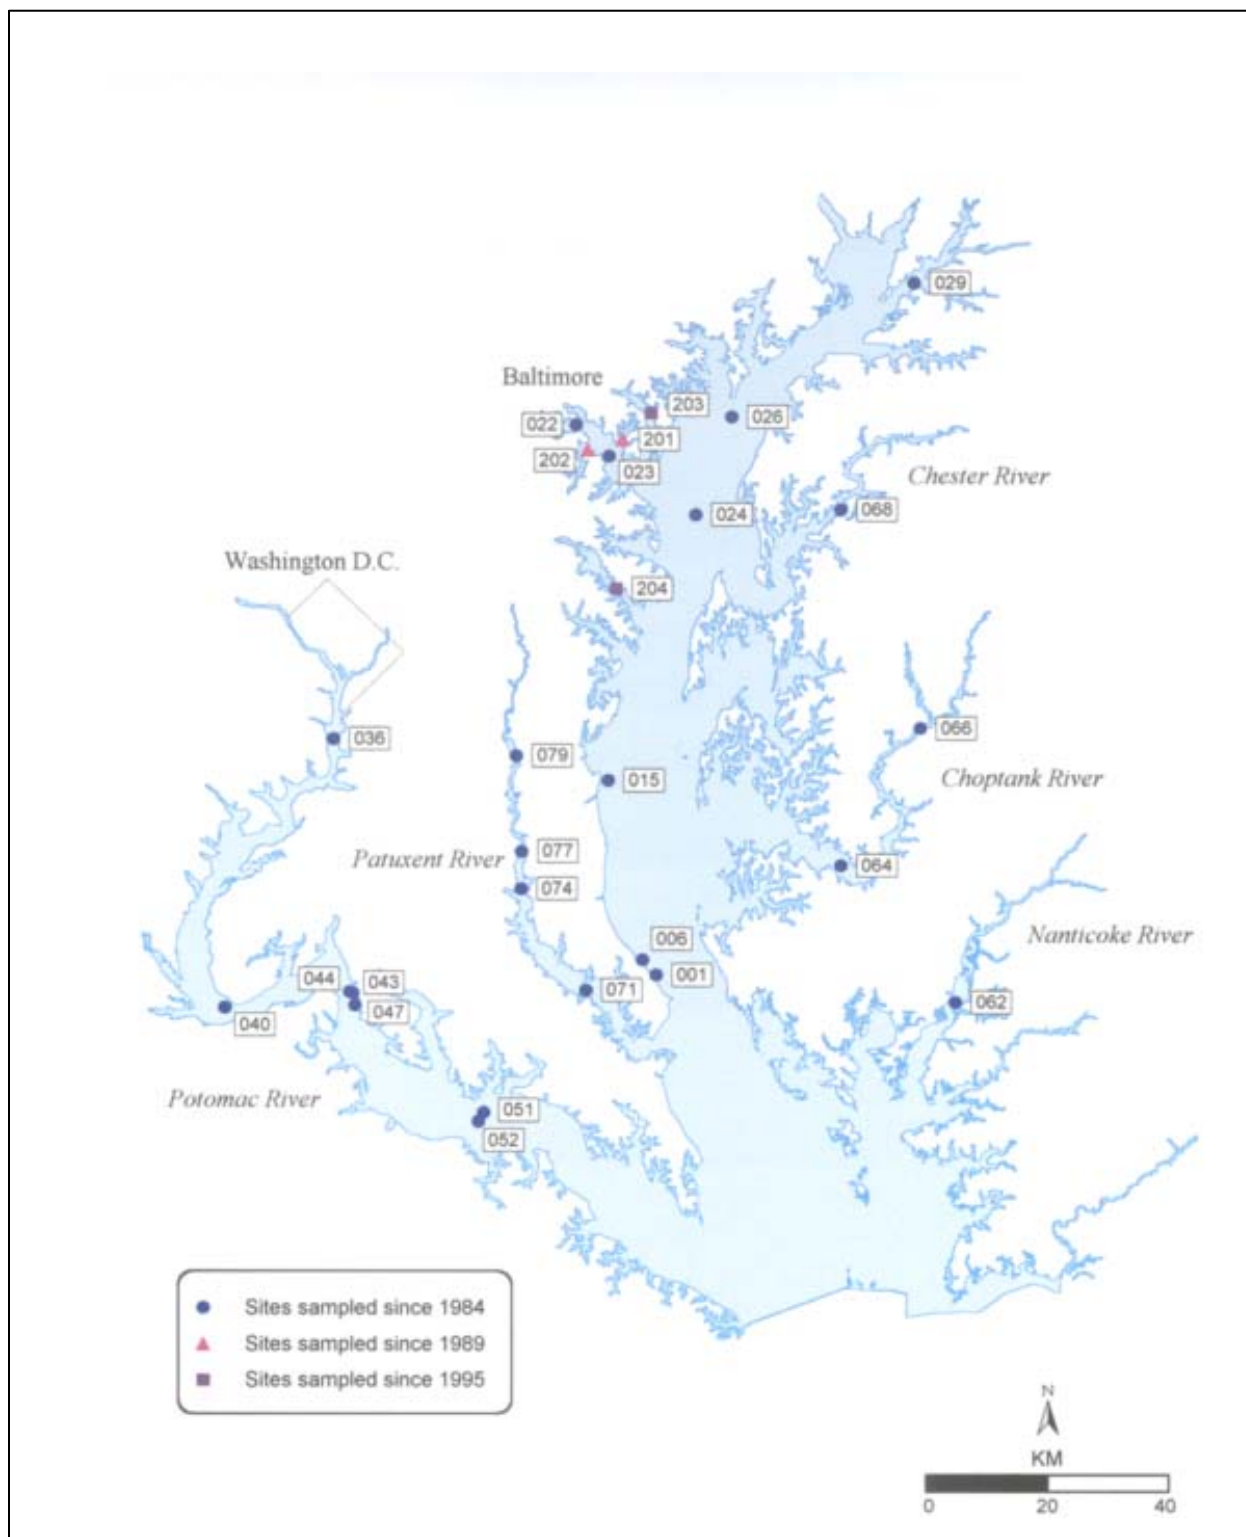 029
Baltimore
203
026
022
201
202
023
Chester River
068
024
Washington D.C.
204
066
036
079
015
Choptank River
077
Patuxent River
064
074
006
Nanticoke River
001
044
043
071
062
047
040
Potomac River
051
052
Sites sampled since 1984
Sites sampled since 1989
Sites sampled since 1995
N
KM
0 20 40